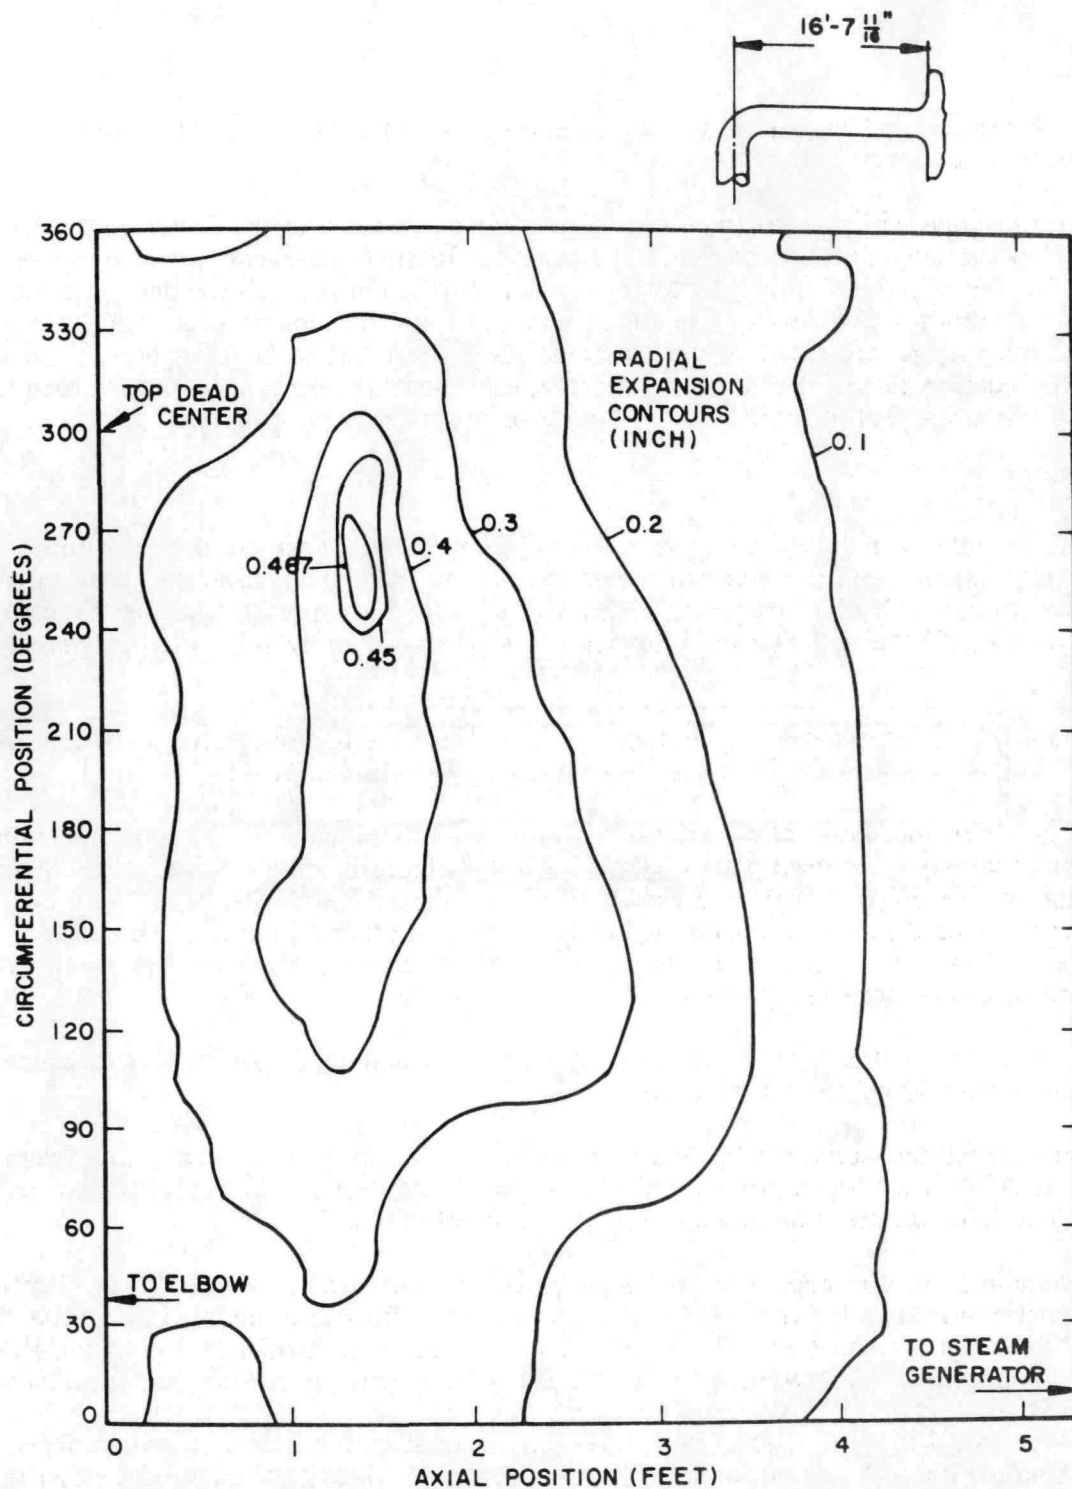 16'-7 11/16"
360
330
300
270
240
210
180
150
120
90
60
30
0
CIRCUMFERENTIAL POSITION (DEGREES)
TOP DEAD
CENTER
RADIAL
EXPANSION
CONTOURS
(INCH)
0.1
0.2
0.3
0.4
0.467
0.45
TO ELBOW
TO STEAM
GENERATOR
0
1
2
3
4
5
AXIAL POSITION (FEET)